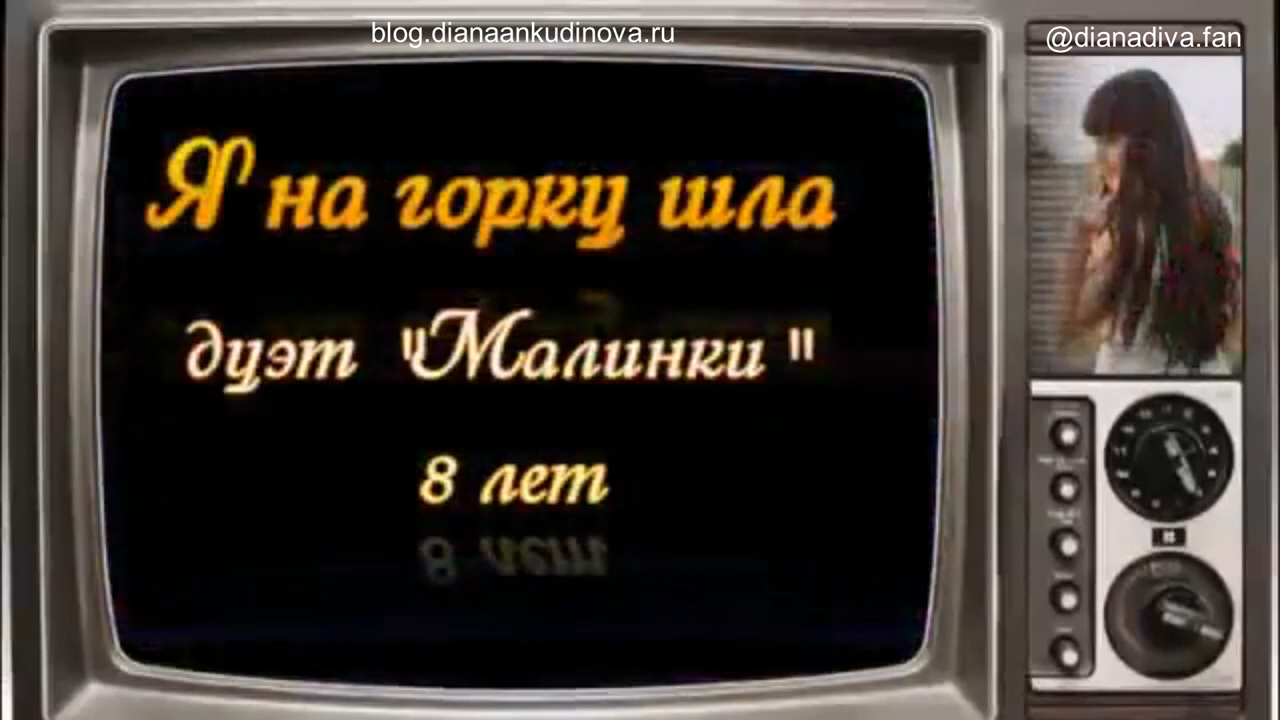 blog.dianaankudinova.ru
@dianadiva.fan
Я на горку шла
дуэт "Малинки "
8 лет